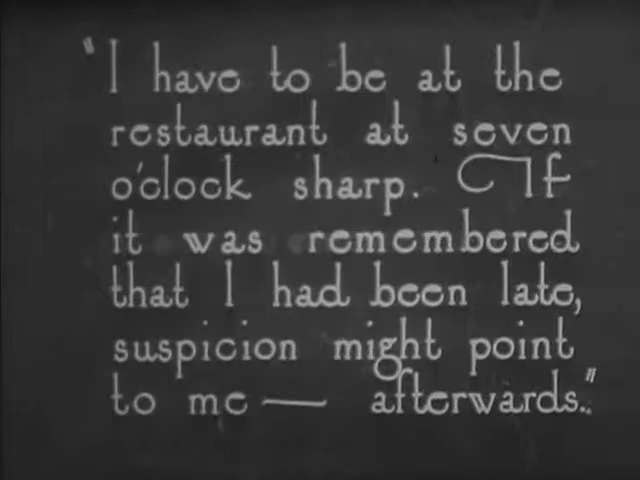 "I have to be at the
restaurant at seven
o'clock sharp. If
it was remembered
that I had been late,
suspicion might point
to me — afterwards."